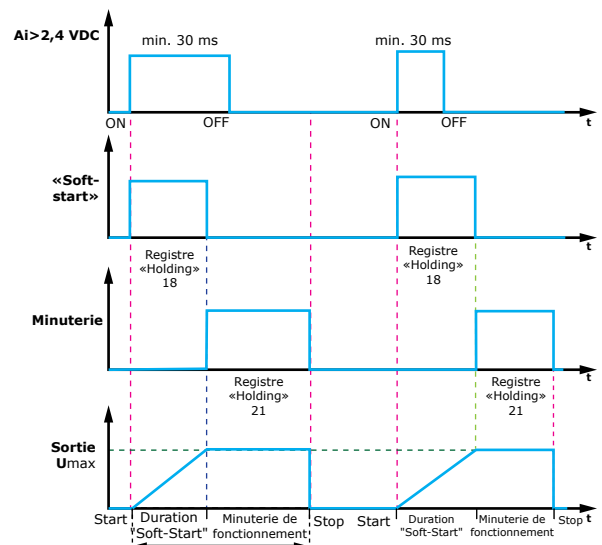 Ai>2,4 VDC
min. 30 ms
min. 30 ms
ON
OFF
ON
OFF
t
«Soft-
start»
t
Registre
«Holding»
18
Registre
«Holding»
18
Minuterie
t
Registre
«Holding»
21
Registre
«Holding»
21
Sortie
Umax
t
Start
Duration
"Soft-Start"
Minuterie de
fonctionnement
Stop
Start
Duration
"Soft-Start"
Minuterie de
fonctionnement
Stop